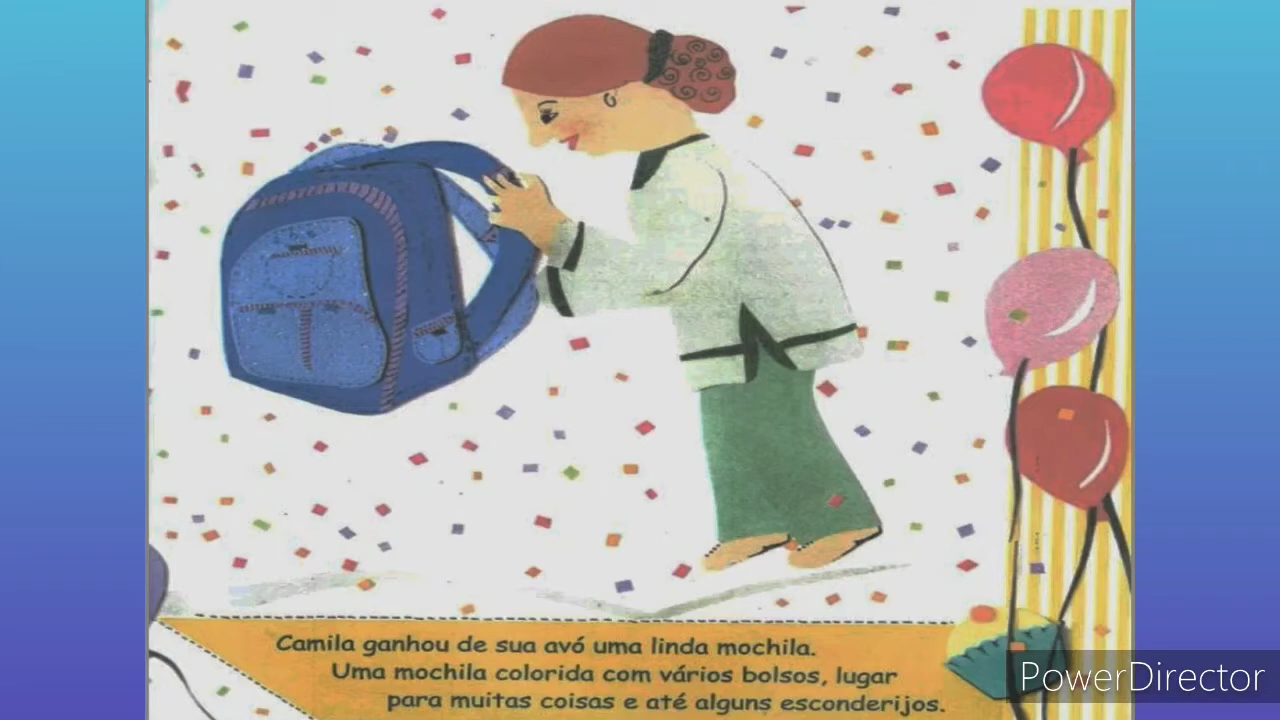 Camila ganhou de sua avó uma linda mochila.
Uma mochila colorida com vários bolsos, lugar
para muitas coisas e até alguns esconderijos.
PowerDirector